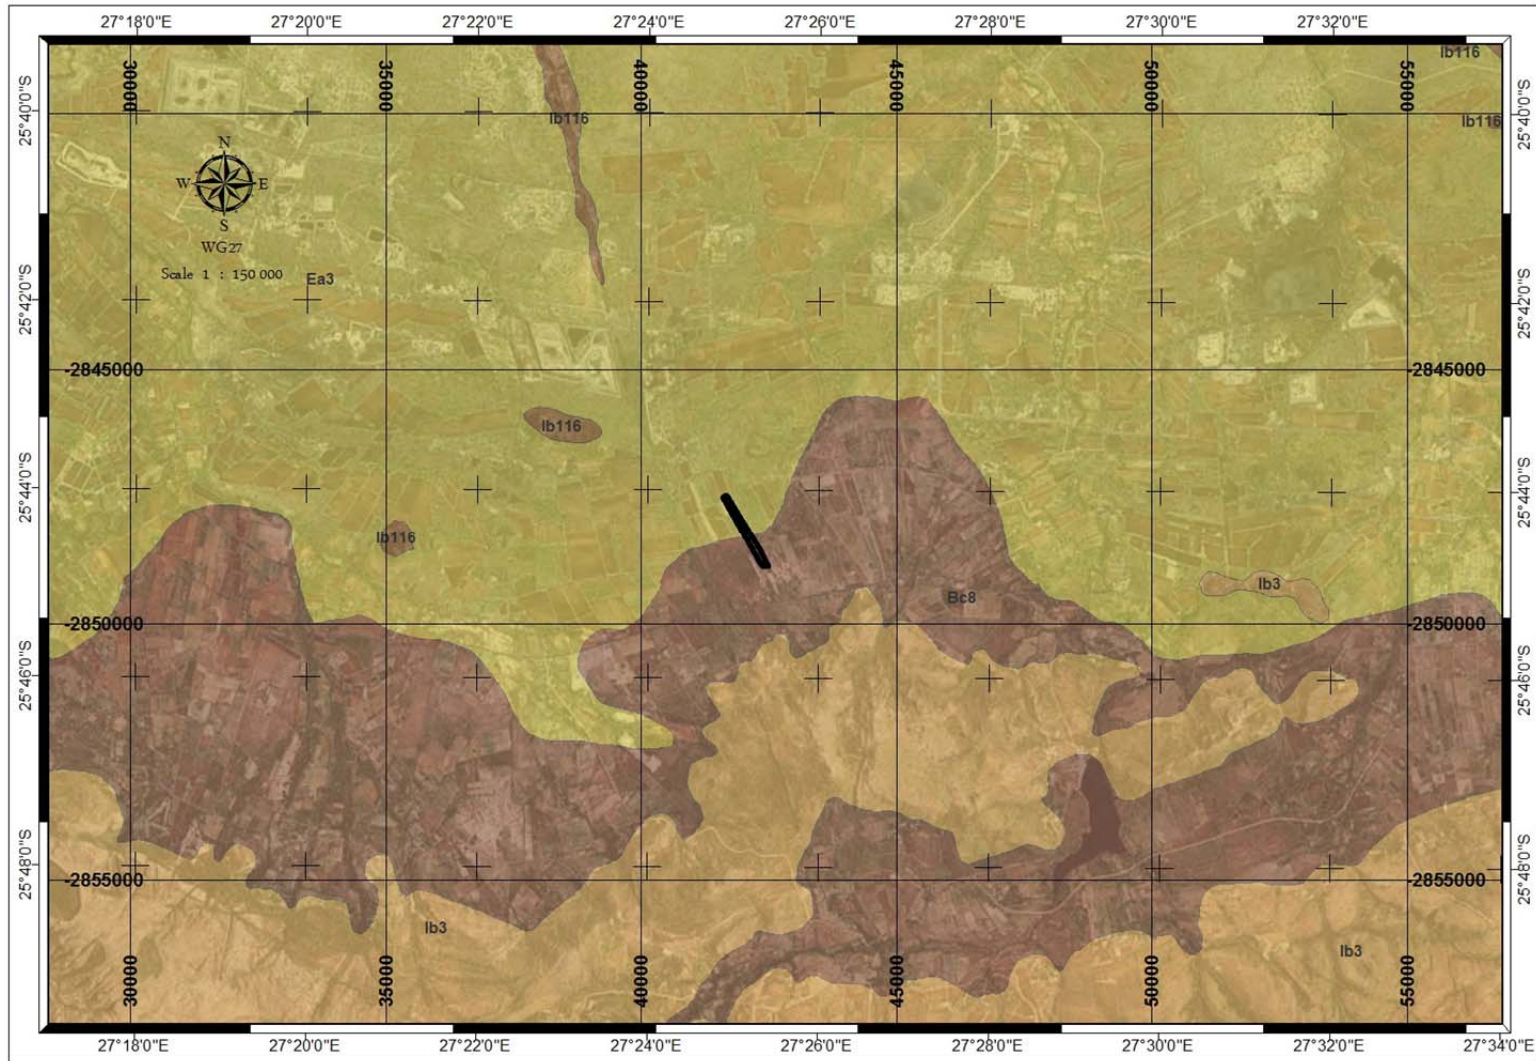 27°18'0"E 27°20'0"E 27°22'0"E 27°24'0"E 27°26'0"E 27°28'0"E 27°30'0"E 27°32'0"E
30000 35000 40000 45000 50000 55000
Ib116
25°40'0"S 25°40'0"S
Ib116
Ib116
N
W E
S
WG27
Scale 1 : 150 000
Ea3
25°42'0"S 25°42'0"S
-2845000 -2845000
Ib116
25°44'0"S 25°44'0"S
Ib116
Ib3
Bc8
-2850000 -2850000
25°46'0"S 25°46'0"S
25°48'0"S 25°48'0"S
-2855000 -2855000
Ib3
Ib3
30000 35000 40000 45000 50000 55000
27°18'0"E 27°20'0"E 27°22'0"E 27°24'0"E 27°26'0"E 27°28'0"E 27°30'0"E 27°32'0"E 27°34'0"E